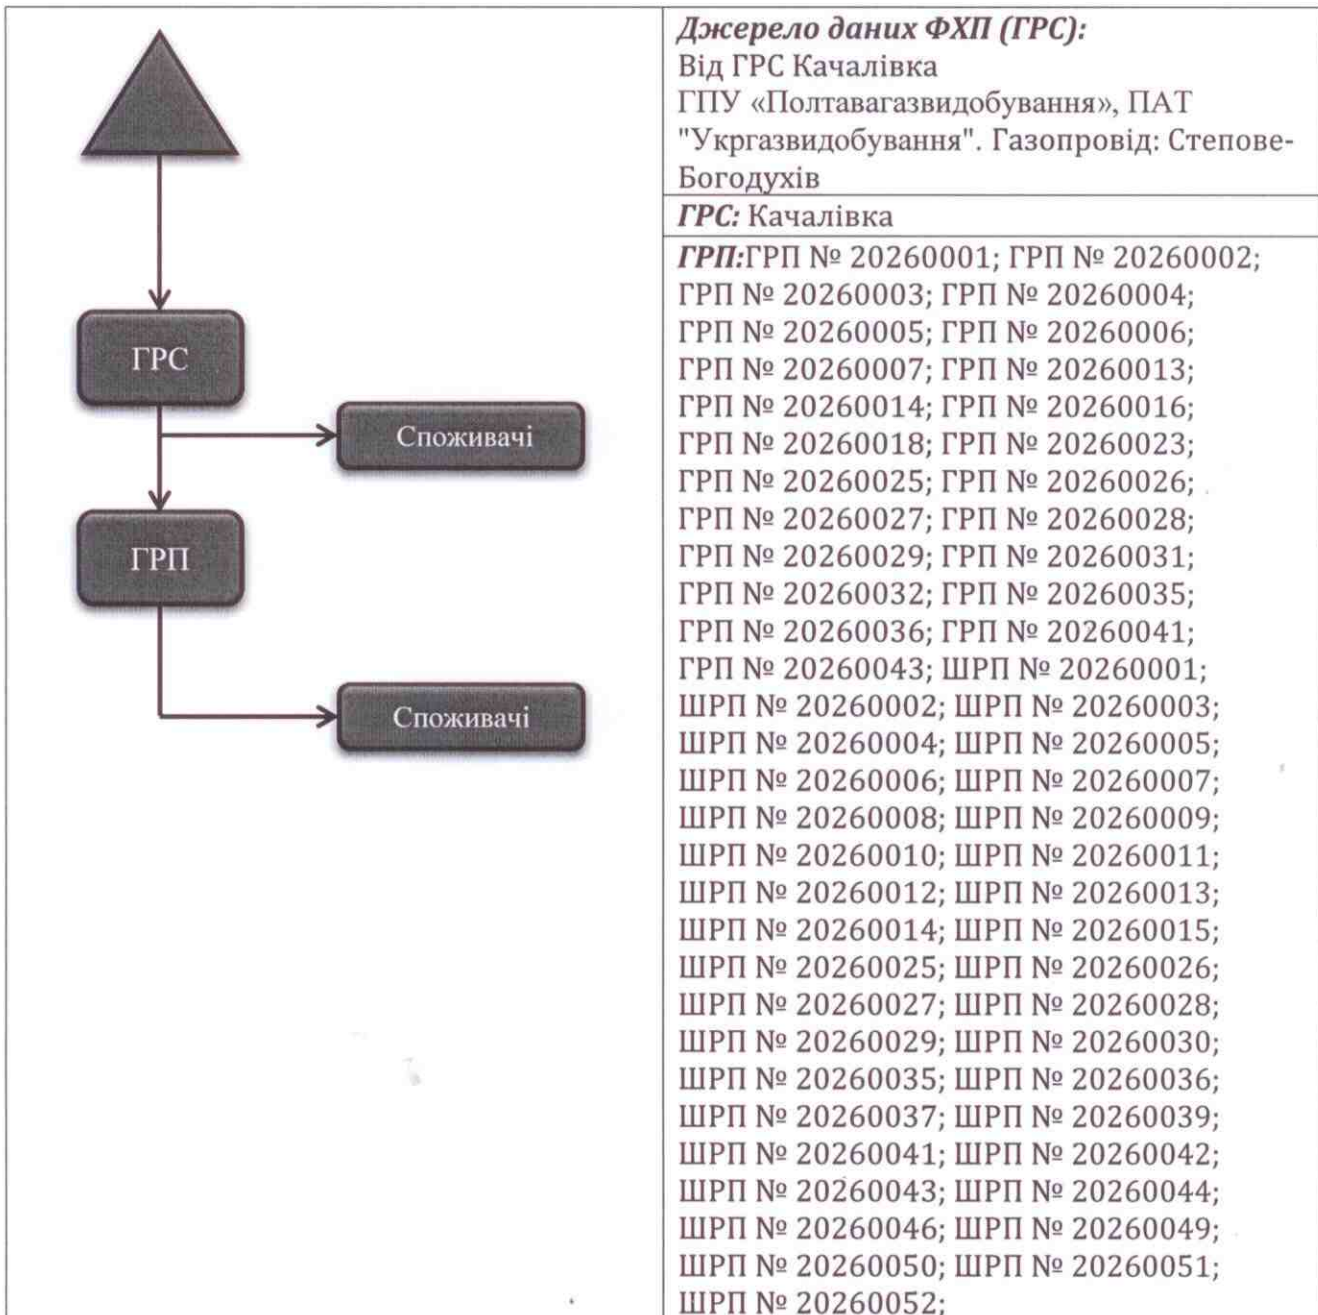 ГРС
Споживачі
ГРП
Споживачі
Джерело даних ФХП (ГРС):
Від ГРС Качалівка
ГПУ «Полтавагазвидобування», ПАТ
"Укргазвидобування". Газопровід: Степове-
Богодухів
ГРС: Качалівка
ГРП:ГРП № 20260001; ГРП № 20260002;
ГРП № 20260003; ГРП № 20260004;
ГРП № 20260005; ГРП № 20260006;
ГРП № 20260007; ГРП № 20260013;
ГРП № 20260014; ГРП № 20260016;
ГРП № 20260018; ГРП № 20260023;
ГРП № 20260025; ГРП № 20260026;
ГРП № 20260027; ГРП № 20260028;
ГРП № 20260029; ГРП № 20260031;
ГРП № 20260032; ГРП № 20260035;
ГРП № 20260036; ГРП № 20260041;
ГРП № 20260043; ШРП № 20260001;
ШРП № 20260002; ШРП № 20260003;
ШРП № 20260004; ШРП № 20260005;
ШРП № 20260006; ШРП № 20260007;
ШРП № 20260008; ШРП № 20260009;
ШРП № 20260010; ШРП № 20260011;
ШРП № 20260012; ШРП № 20260013;
ШРП № 20260014; ШРП № 20260015;
ШРП № 20260025; ШРП № 20260026;
ШРП № 20260027; ШРП № 20260028;
ШРП № 20260029; ШРП № 20260030;
ШРП № 20260035; ШРП № 20260036;
ШРП № 20260037; ШРП № 20260039;
ШРП № 20260041; ШРП № 20260042;
ШРП № 20260043; ШРП № 20260044;
ШРП № 20260046; ШРП № 20260049;
ШРП № 20260050; ШРП № 20260051;
ШРП № 20260052;